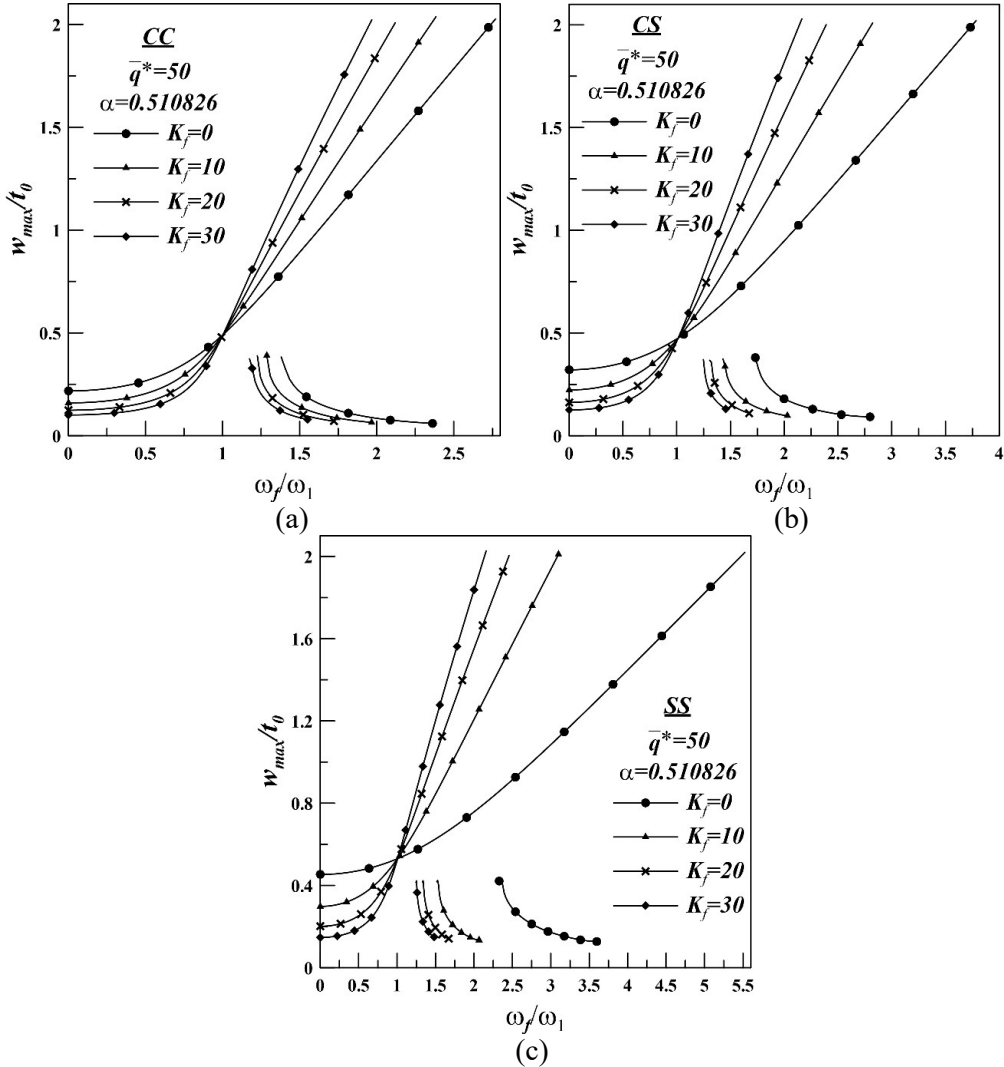 2
1.5
1
0.5
0
w_max/t_0
CC
q̅*=50
α=0.510826
K_f=0
K_f=10
K_f=20
K_f=30
0 0.5 1 1.5 2 2.5
ω_f/ω_1
(a)
2
1.5
1
0.5
0
w_max/t_0
CS
q̅*=50
α=0.510826
K_f=0
K_f=10
K_f=20
K_f=30
0 0.5 1 1.5 2 2.5 3 3.5 4
ω_f/ω_1
(b)
2
1.6
1.2
0.8
0.4
0
w_max/t_0
SS
q̅*=50
α=0.510826
K_f=0
K_f=10
K_f=20
K_f=30
0 0.5 1 1.5 2 2.5 3 3.5 4 4.5 5 5.5
ω_f/ω_1
(c)